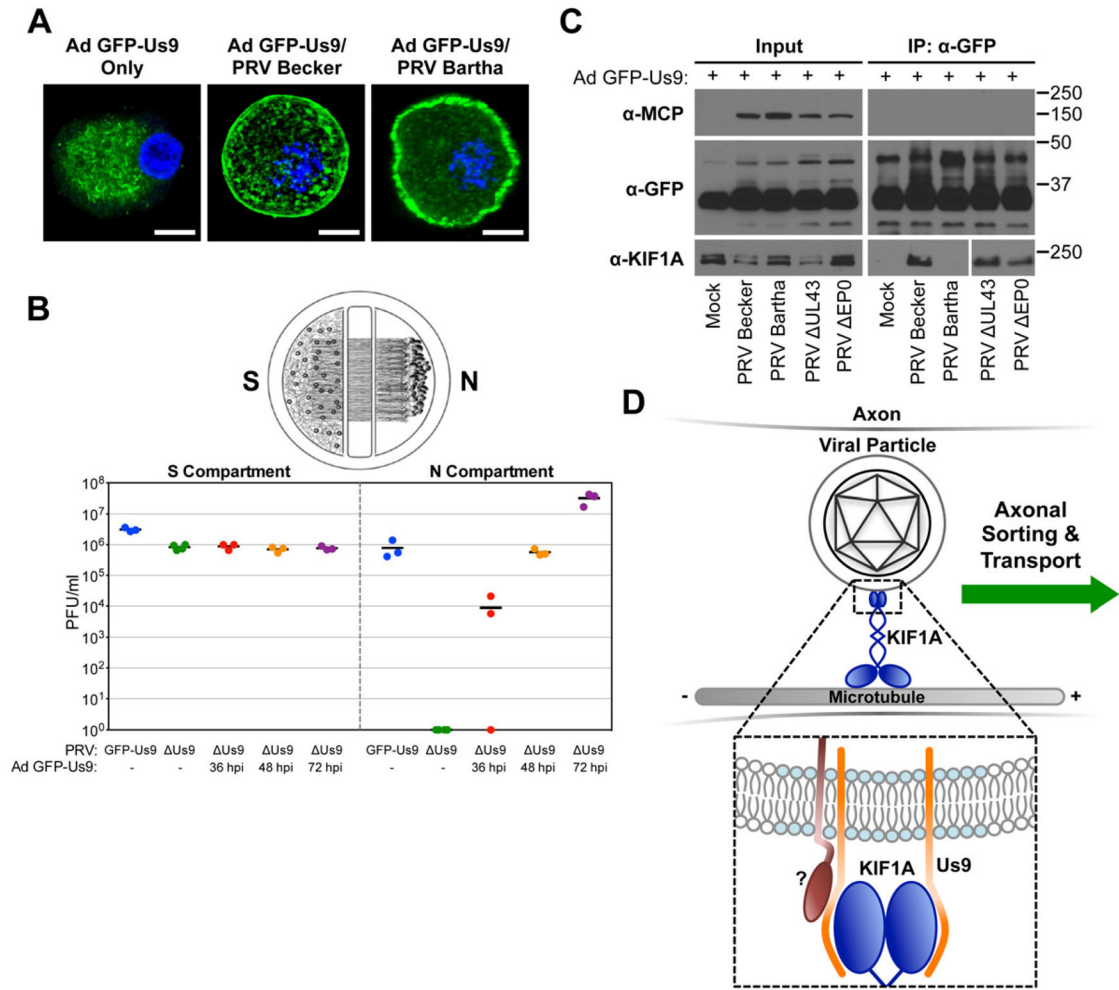 A
Ad GFP-Us9
Only
Ad GFP-Us9/
PRV Becker
Ad GFP-Us9/
PRV Bartha
B
S
N
S Compartment
N Compartment
PFU/ml
10⁸
10⁷
10⁶
10⁵
10⁴
10³
10²
10¹
10⁰
PRV: GFP-Us9 ΔUs9 ΔUs9 ΔUs9 ΔUs9 GFP-Us9 ΔUs9 ΔUs9 ΔUs9 ΔUs9
Ad GFP-Us9: - - 36 hpi 48 hpi 72 hpi - - 36 hpi 48 hpi 72 hpi
C
Input
IP: α-GFP
Ad GFP-Us9: + + + + + + + + + +
α-MCP
α-GFP
α-KIF1A
250
150
50
37
250
Mock
PRV Becker
PRV Bartha
PRV ΔUL43
PRV ΔEP0
Mock
PRV Becker
PRV Bartha
PRV ΔUL43
PRV ΔEP0
D
Axon
Viral Particle
Axonal
Sorting &
Transport
KIF1A
- Microtubule +
?
KIF1A
Us9